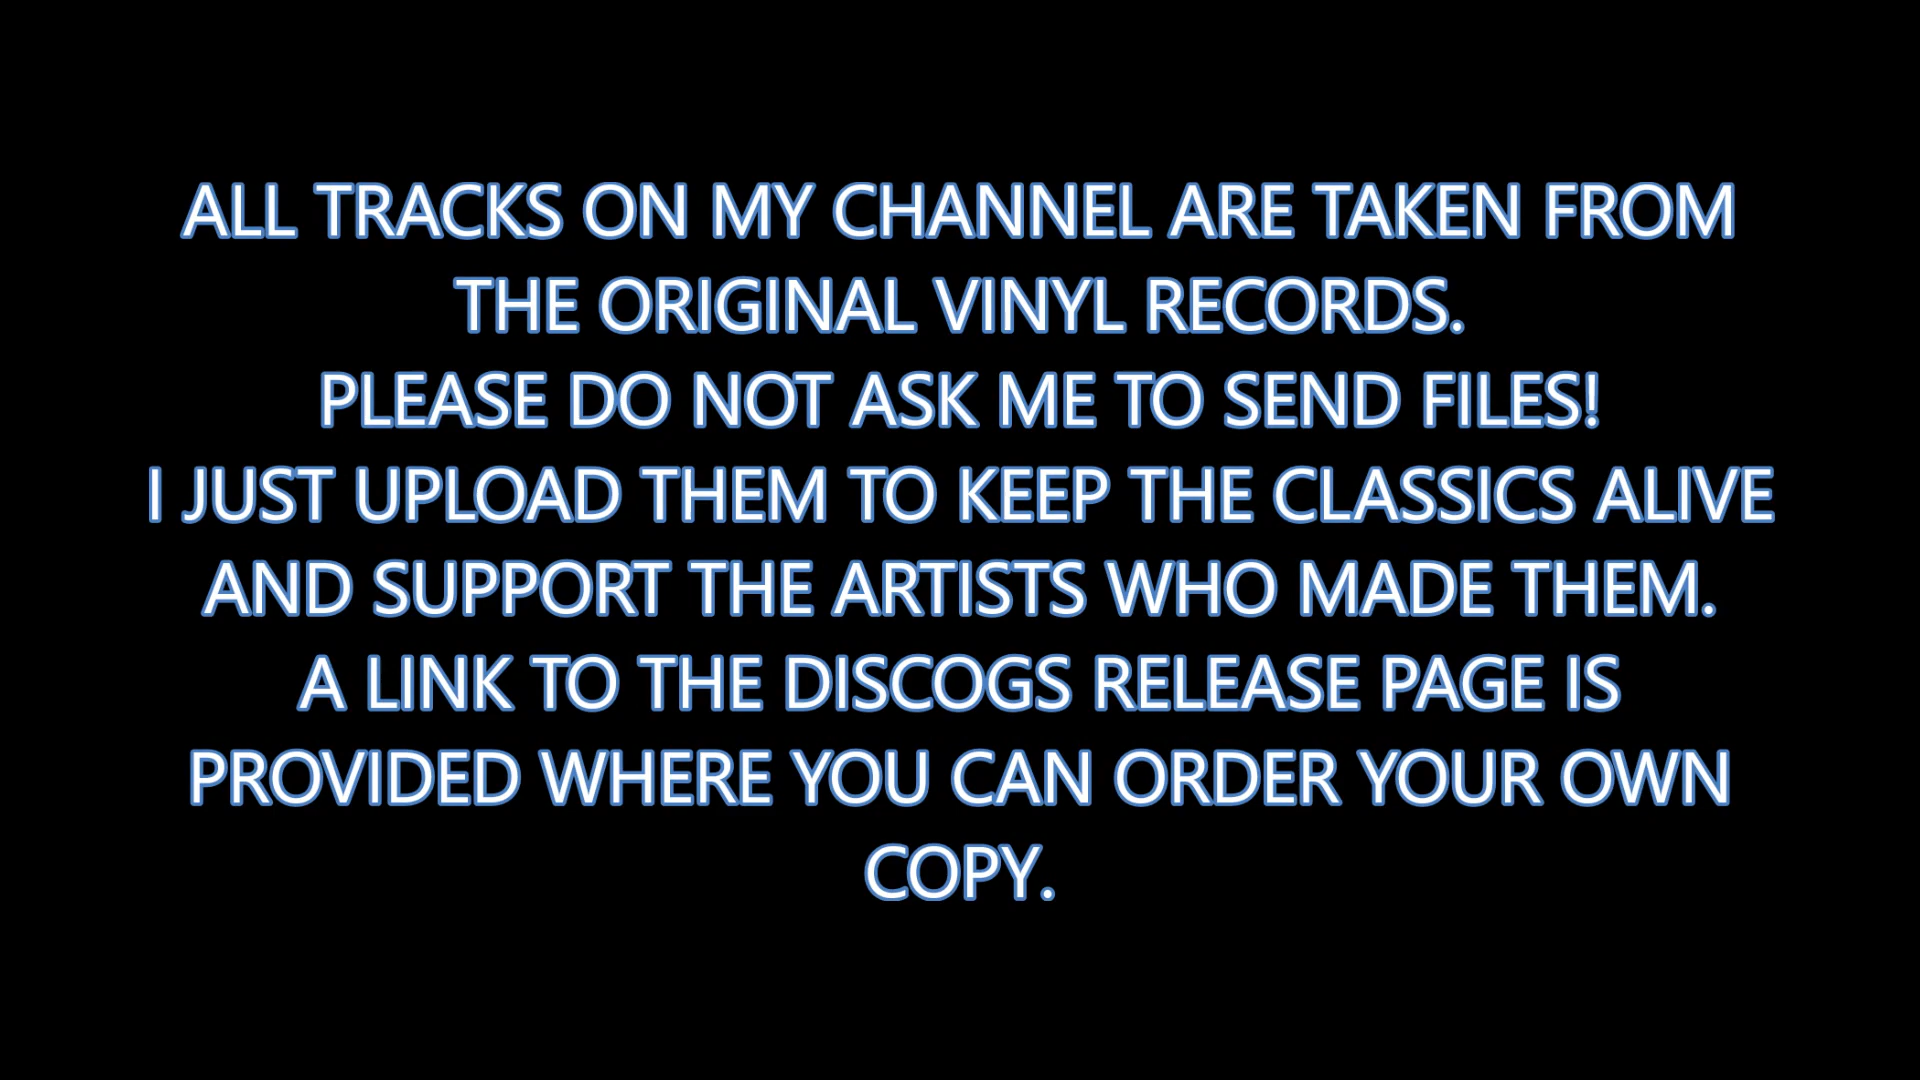 ALL TRACKS ON MY CHANNEL ARE TAKEN FROM
THE ORIGINAL VINYL RECORDS.
PLEASE DO NOT ASK ME TO SEND FILES!
I JUST UPLOAD THEM TO KEEP THE CLASSICS ALIVE
AND SUPPORT THE ARTISTS WHO MADE THEM.
A LINK TO THE DISCOGS RELEASE PAGE IS
PROVIDED WHERE YOU CAN ORDER YOUR OWN
COPY.